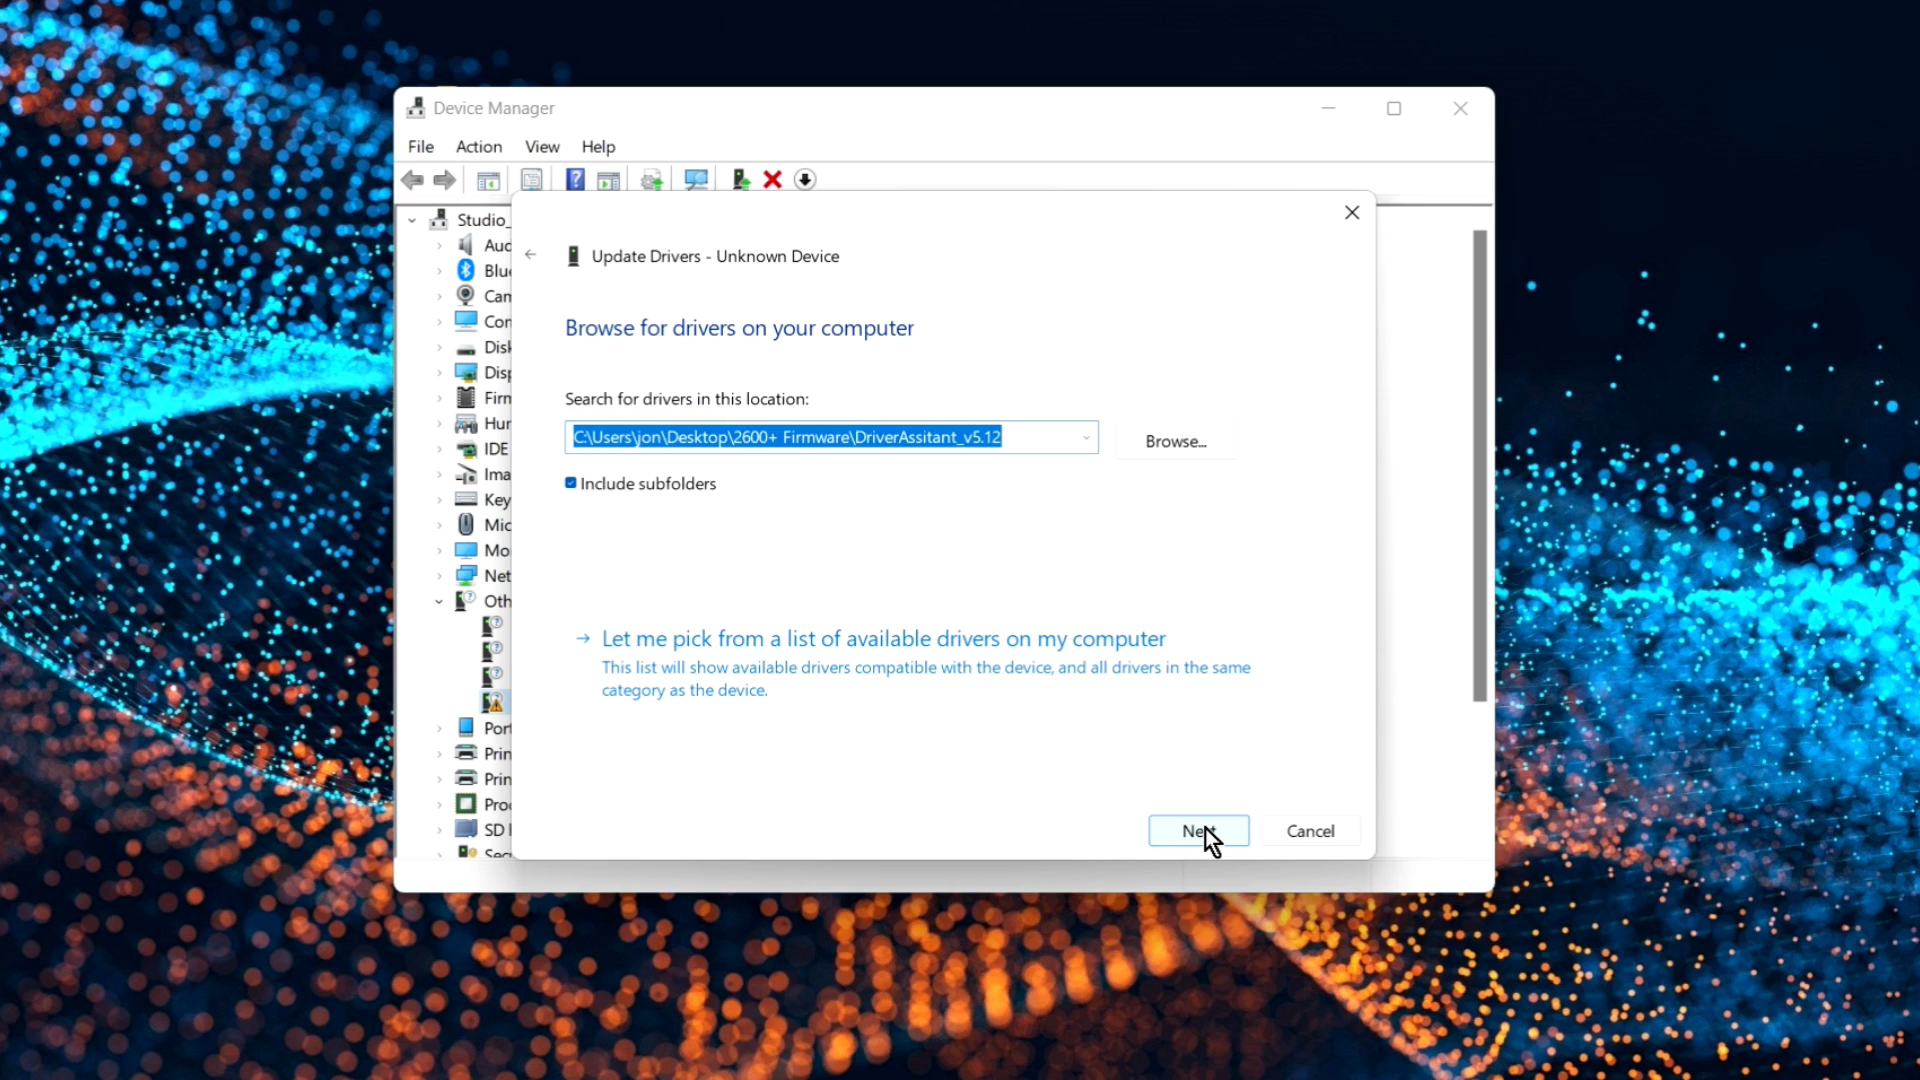 Device Manager
File Action View Help
Studio_
Update Drivers - Unknown Device
Browse for drivers on your computer
Search for drivers in this location:
C:\Users\jon\Desktop\2600+ Firmware\DriverAssitant_v5.12
Browse...
Include subfolders
Let me pick from a list of available drivers on my computer
This list will show available drivers compatible with the device, and all drivers in the same
category as the device.
Next Cancel
Aud
Blu
Can
Con
Disk
Disp
Firn
Hur
IDE
Ima
Key
Mic
Mo
Net
Oth
Port
Prin
Prin
Proc
SD
Secu